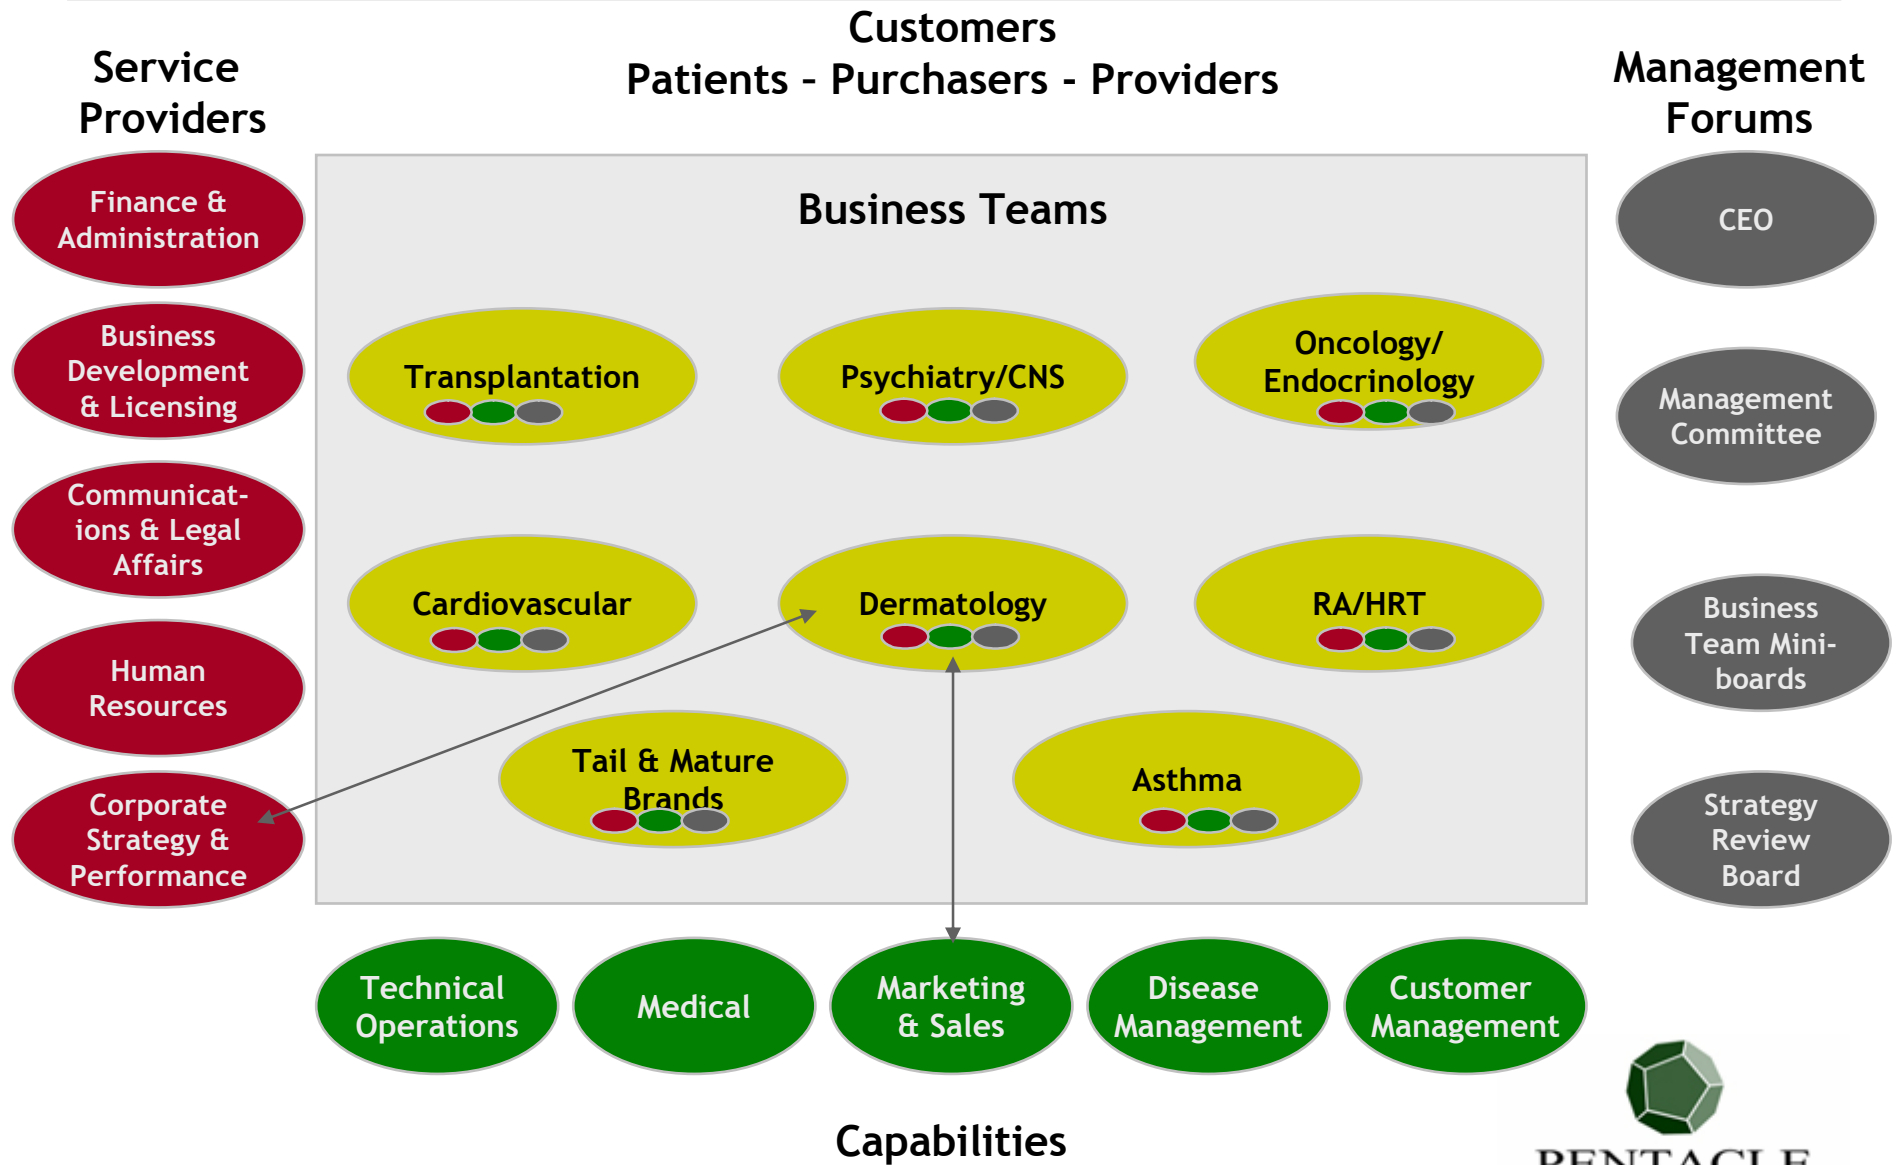 Customers
Patients – Purchasers - Providers
Service
Providers
Management
Forums
Finance &
Administration
Business
Development
& Licensing
Communicat-
ions & Legal
Affairs
Human
Resources
Corporate
Strategy &
Performance
Business Teams
Transplantation
Psychiatry/CNS
Oncology/
Endocrinology
Cardiovascular
Dermatology
RA/HRT
Tail & Mature
Brands
Asthma
CEO
Management
Committee
Business
Team Mini-
boards
Strategy
Review
Board
Technical
Operations
Medical
Marketing
& Sales
Disease
Management
Customer
Management
Capabilities
PENTACLE